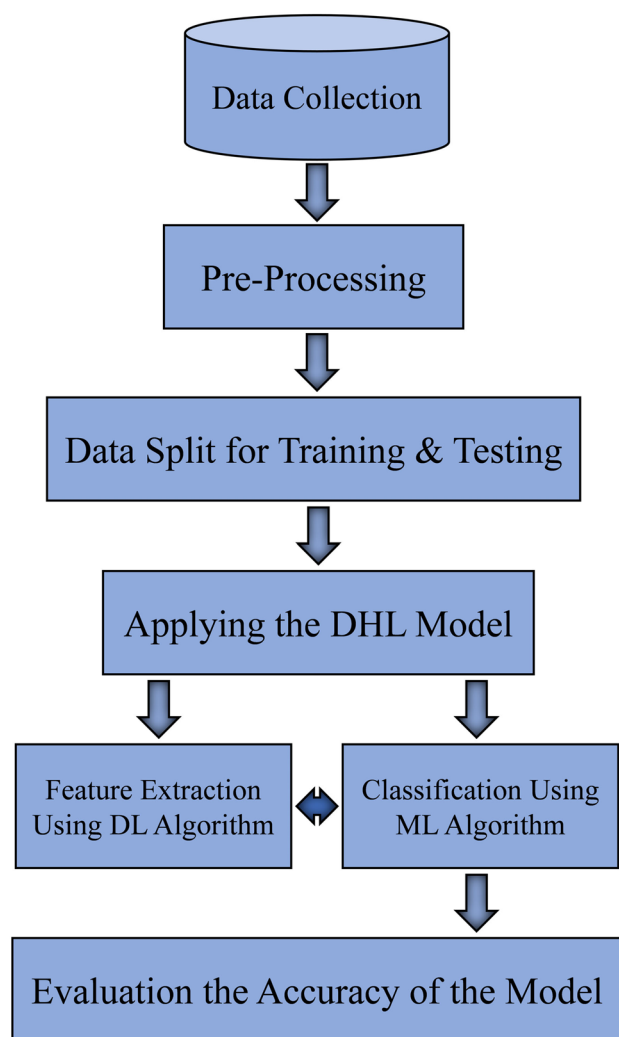 Data Collection
Pre-Processing
Data Split for Training & Testing
Applying the DHL Model
Feature Extraction
Using DL Algorithm
Classification Using
ML Algorithm
Evaluation the Accuracy of the Model